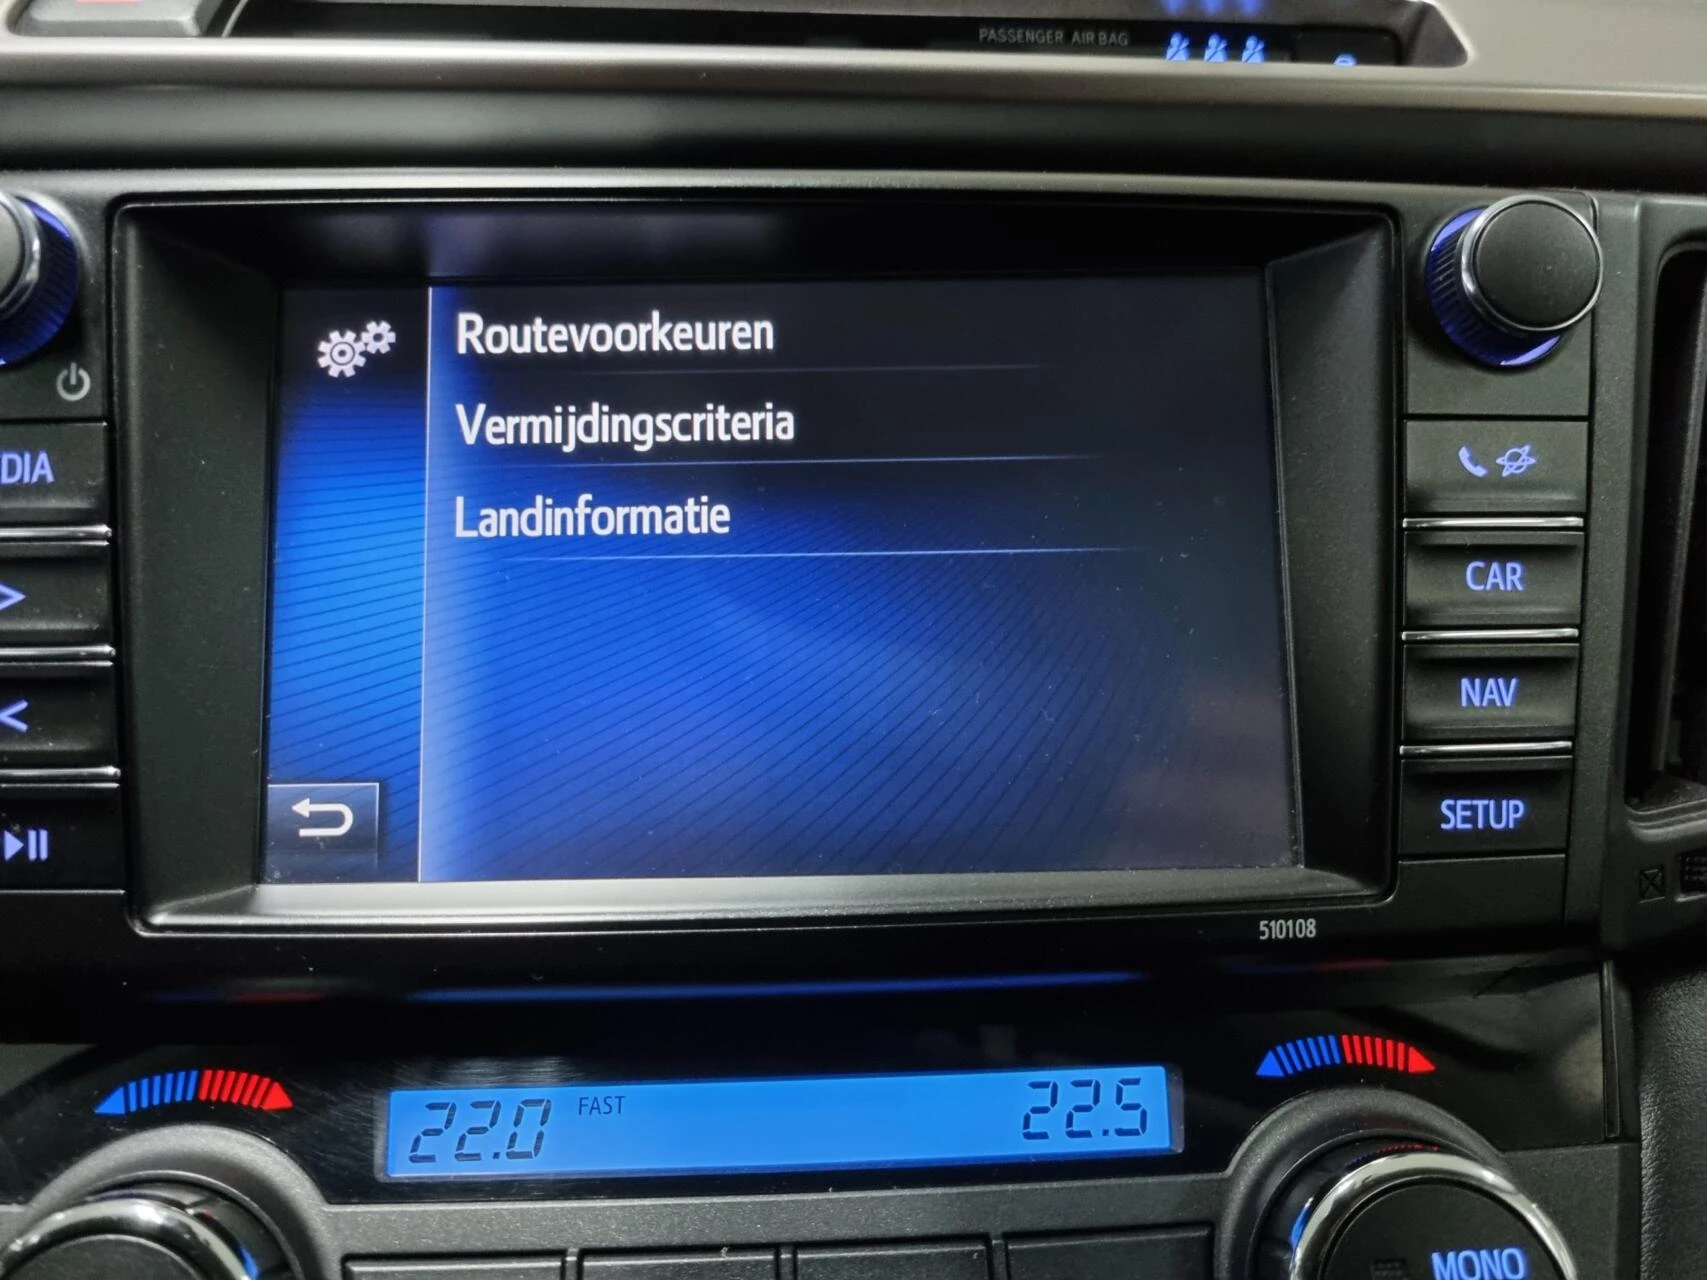 PASSENGER AIR BAG
Routevoorkeuren
DIA
Vermijdingscriteria
Landinformatie
CAR
NAV
SETUP
510108
22.0 FAST 22.5
MONO